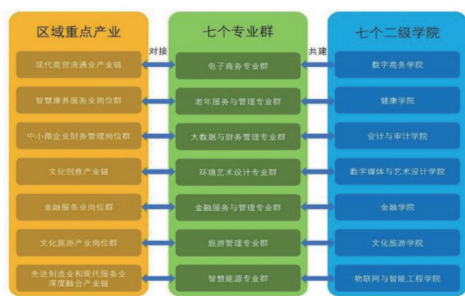 区域重点产业
对接
七个专业群
共建
七个二级学院
现代商贸流通业产业链
电子商务专业群
数字商务学院
智慧康养服务业岗位群
老年服务与管理专业群
健康学院
中小微企业财务管理岗位群
大数据与财务管理专业群
会计与审计学院
文化创意产业链
环境艺术设计专业群
数字媒体与艺术设计学院
金融服务业岗位群
金融服务与管理专业群
金融学院
文化旅游产业岗位群
旅游管理专业群
文化旅游学院
先进制造业和现代服务业
深度融合产业链
智慧能源专业群
物联网与智能工程学院